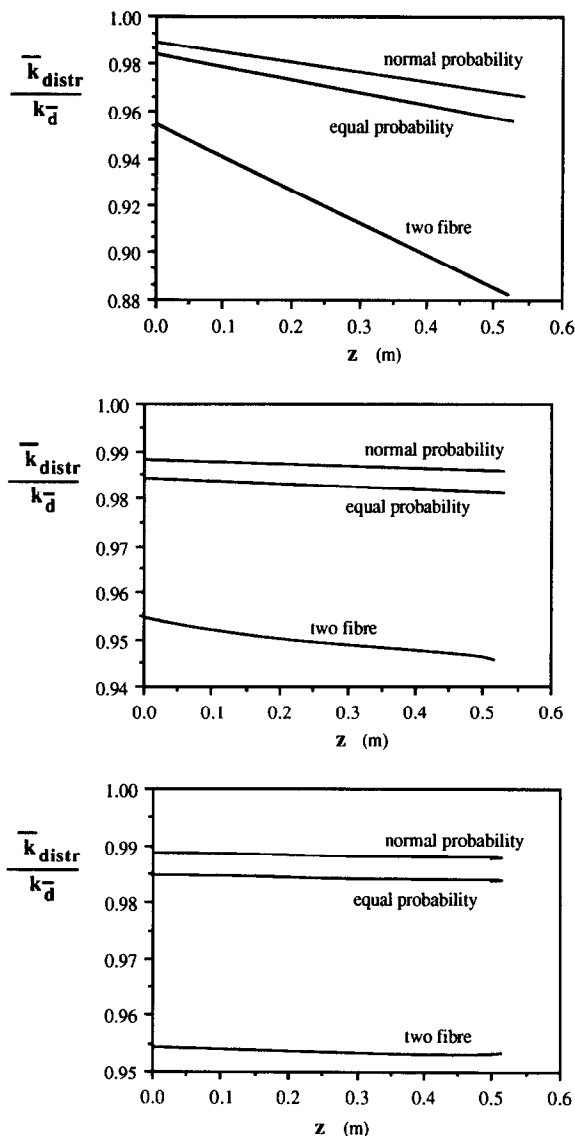 1.00
0.98
0.96
0.94
0.92
0.90
0.88
k̅distr
kd̅
normal probability
equal probability
two fibre
0.0 0.1 0.2 0.3 0.4 0.5 0.6
z (m)
1.00
0.99
0.98
0.97
0.96
0.95
0.94
k̅distr
kd̅
normal probability
equal probability
two fibre
0.0 0.1 0.2 0.3 0.4 0.5 0.6
z (m)
1.00
0.99
0.98
0.97
0.96
0.95
k̅distr
kd̅
normal probability
equal probability
two fibre
0.0 0.1 0.2 0.3 0.4 0.5 0.6
z (m)